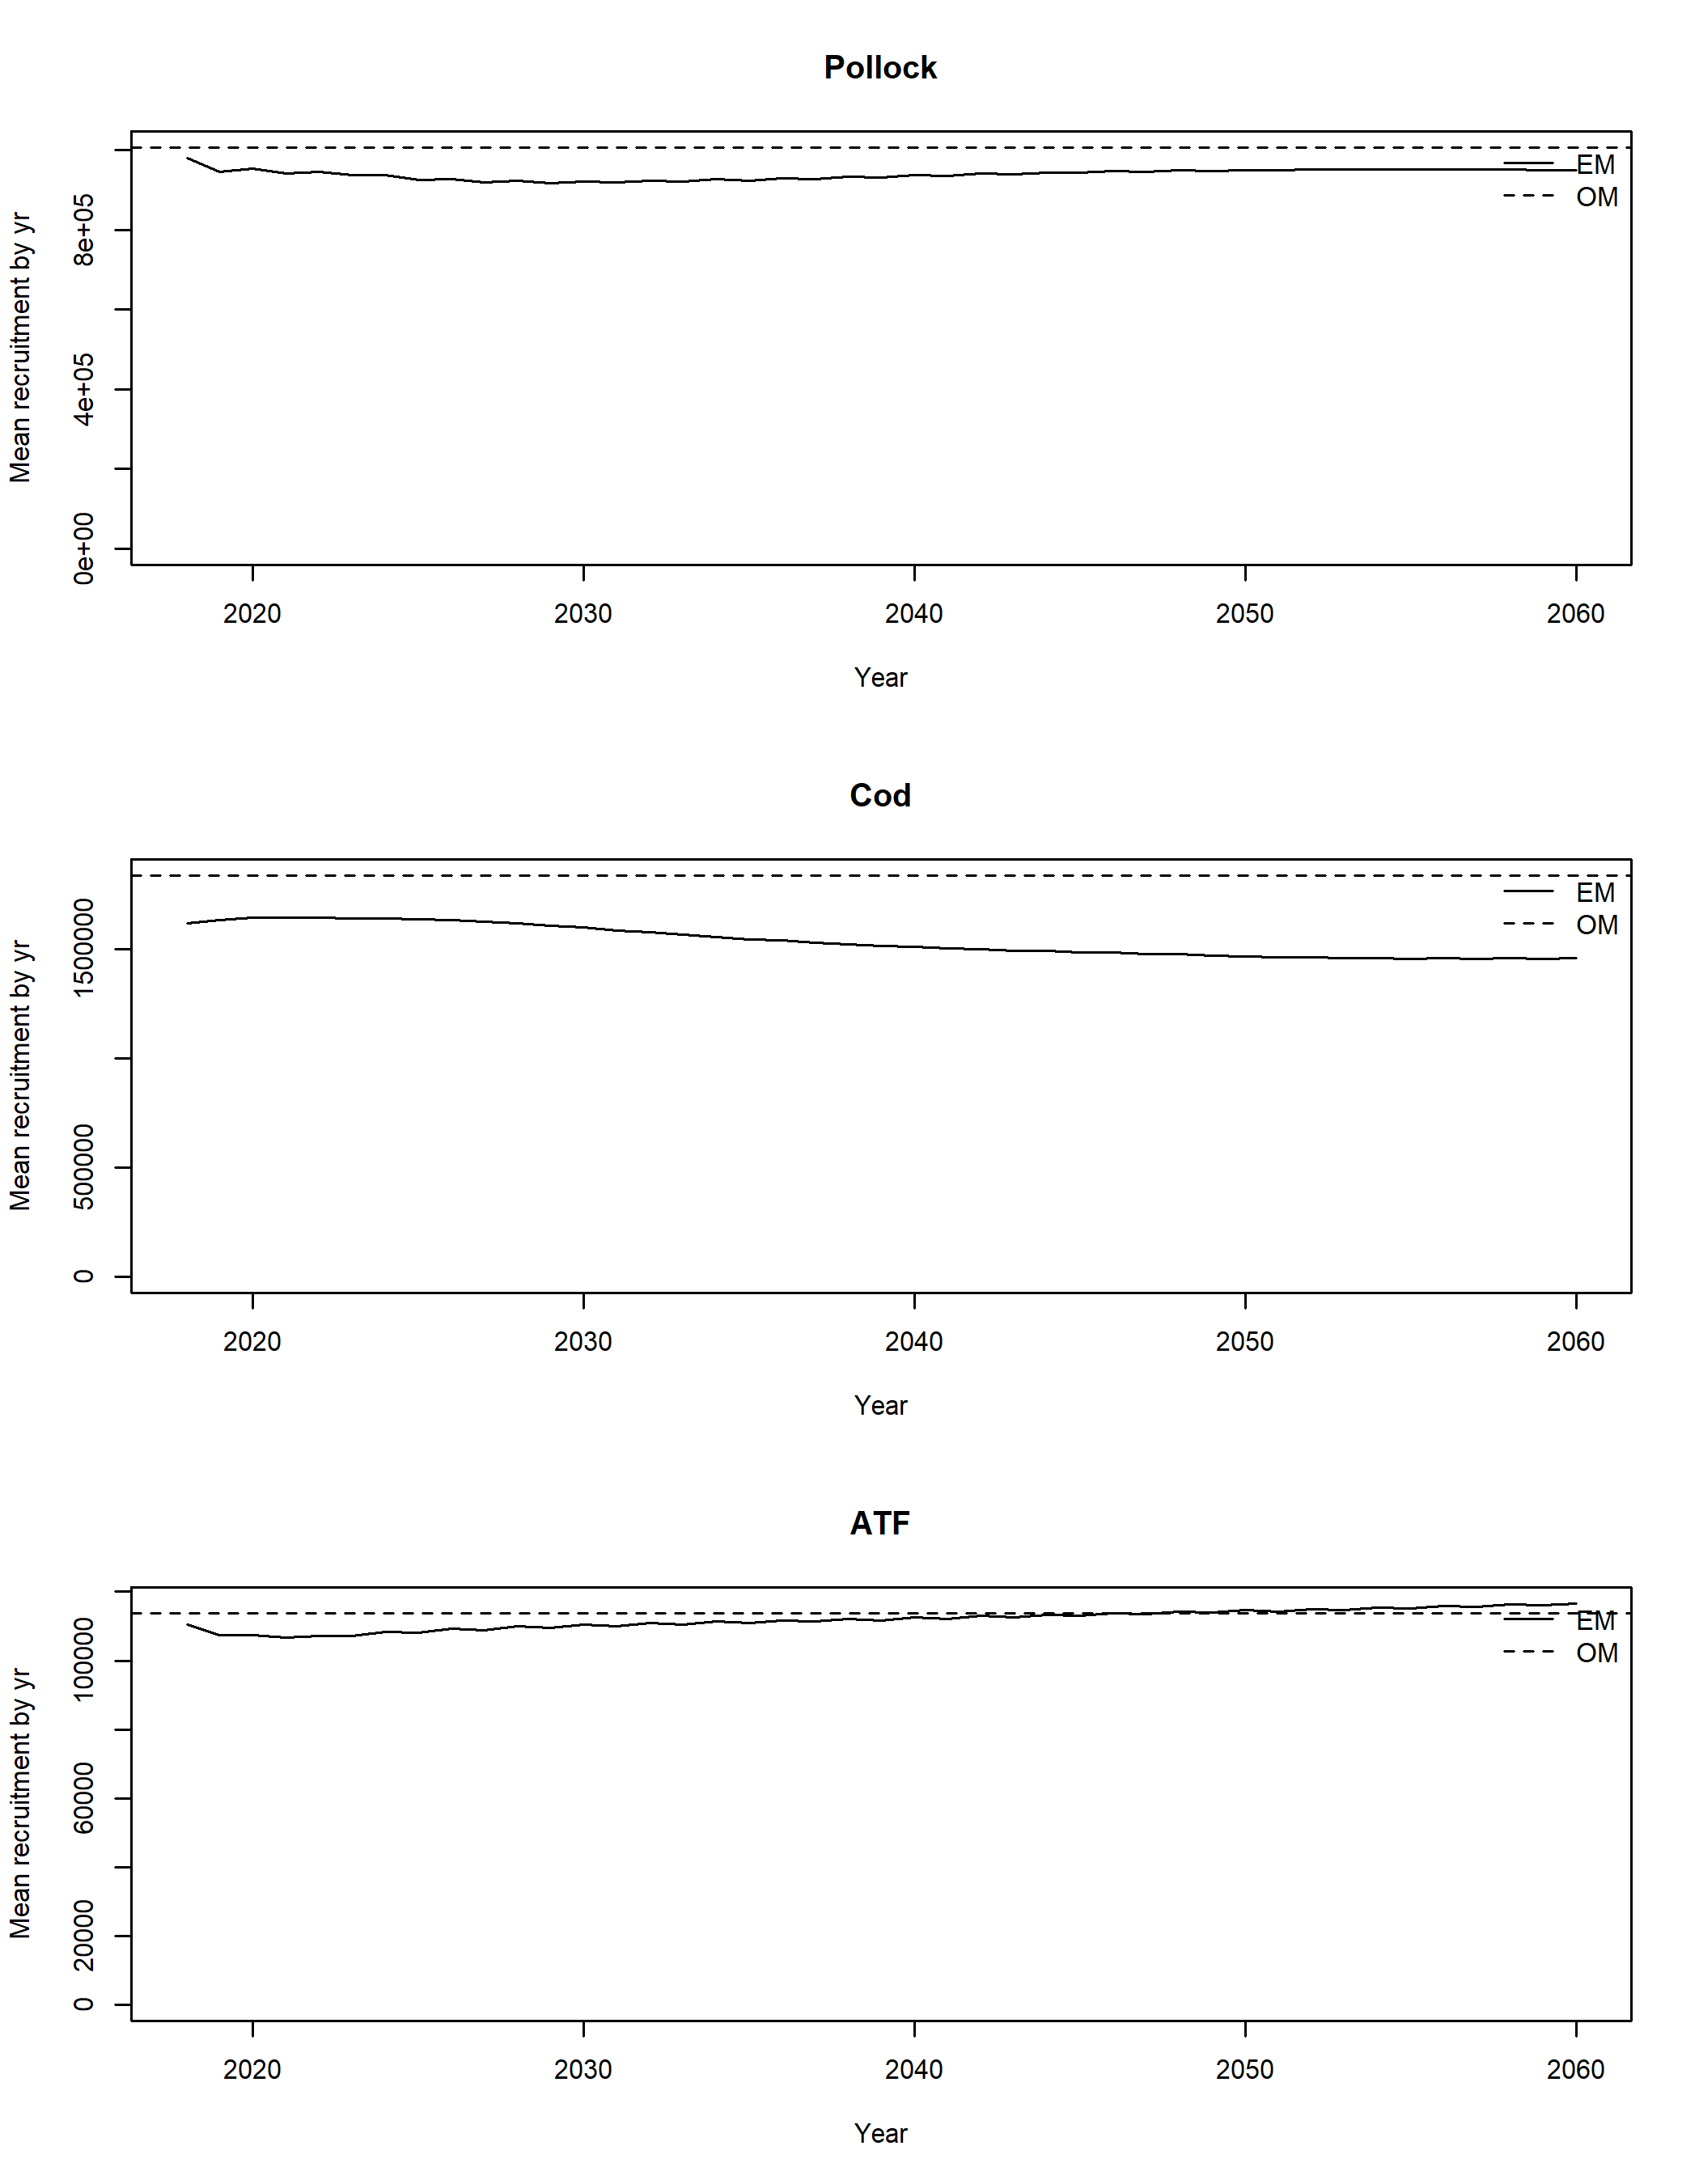 Pollock
Mean recruitment by yr
8e+05
4e+05
0e+00
EM
OM
2020 2030 2040 2050 2060
Year
Cod
Mean recruitment by yr
1500000
500000
0
EM
OM
2020 2030 2040 2050 2060
Year
ATF
Mean recruitment by yr
100000
60000
20000
0
EM
OM
2020 2030 2040 2050 2060
Year